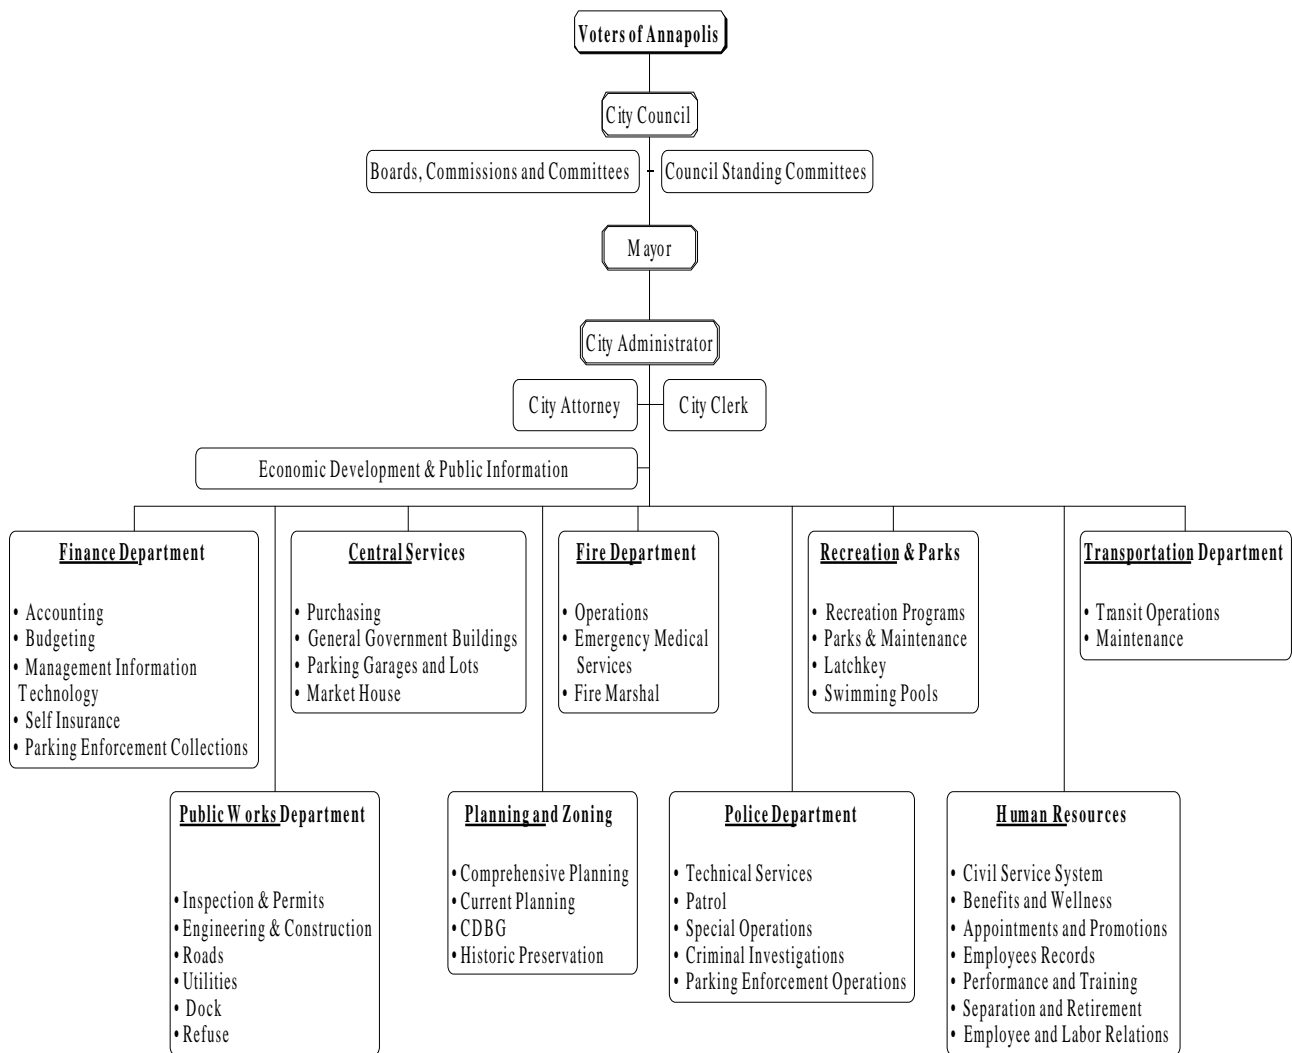 Voters of Annapolis
City Council
Boards, Commissions and Committees
Council Standing Committees
Mayor
City Administrator
City Attorney
City Clerk
Economic Development & Public Information
Finance Department
• Accounting
• Budgeting
• Management Information
Technology
• Self Insurance
• Parking Enforcement Collections
Central Services
• Purchasing
• General Government Buildings
• Parking Garages and Lots
• Market House
Fire Department
• Operations
• Emergency Medical
Services
• Fire Marshal
Recreation & Parks
• Recreation Programs
• Parks & Maintenance
• Latchkey
• Swimming Pools
Transportation Department
• Transit Operations
• Maintenance
Public Works Department
• Inspection & Permits
• Engineering & Construction
• Roads
• Utilities
• Dock
• Refuse
Planning and Zoning
• Comprehensive Planning
• Current Planning
• CDBG
• Historic Preservation
Police Department
• Technical Services
• Patrol
• Special Operations
• Criminal Investigations
• Parking Enforcement Operations
Human Resources
• Civil Service System
• Benefits and Wellness
• Appointments and Promotions
• Employees Records
• Performance and Training
• Separation and Retirement
• Employee and Labor Relations